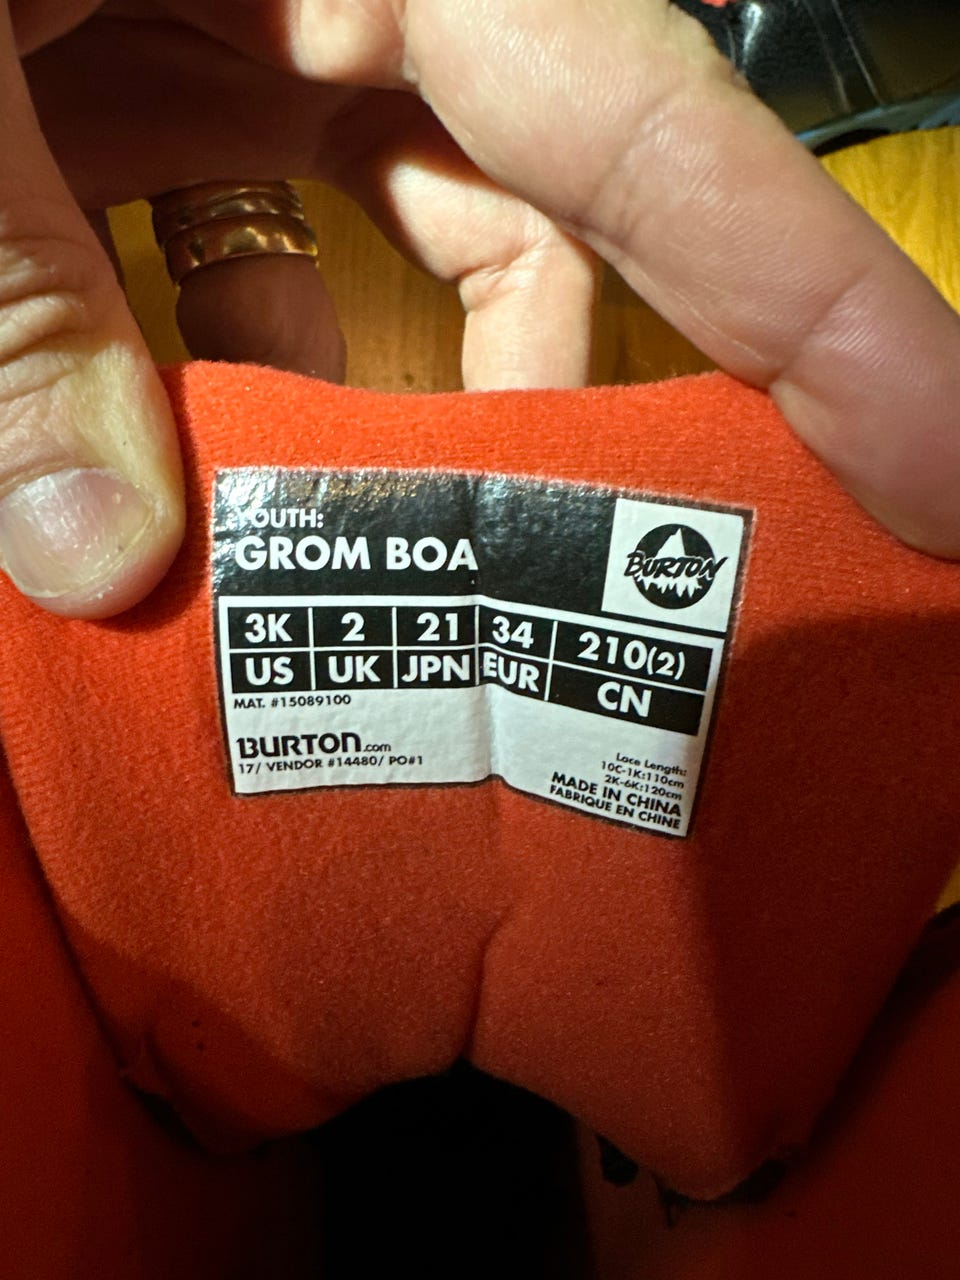 YOUTH:
GROM BOA
BURTON
3K 2 21 34 210(2)
US UK JPN EUR CN
MAT. #15089100
BURTON.com
17/ VENDOR #14480/ PO#1
Lace Length:
10C-1K:110cm
2K-6K:120cm
MADE IN CHINA
FABRIQUE EN CHINE